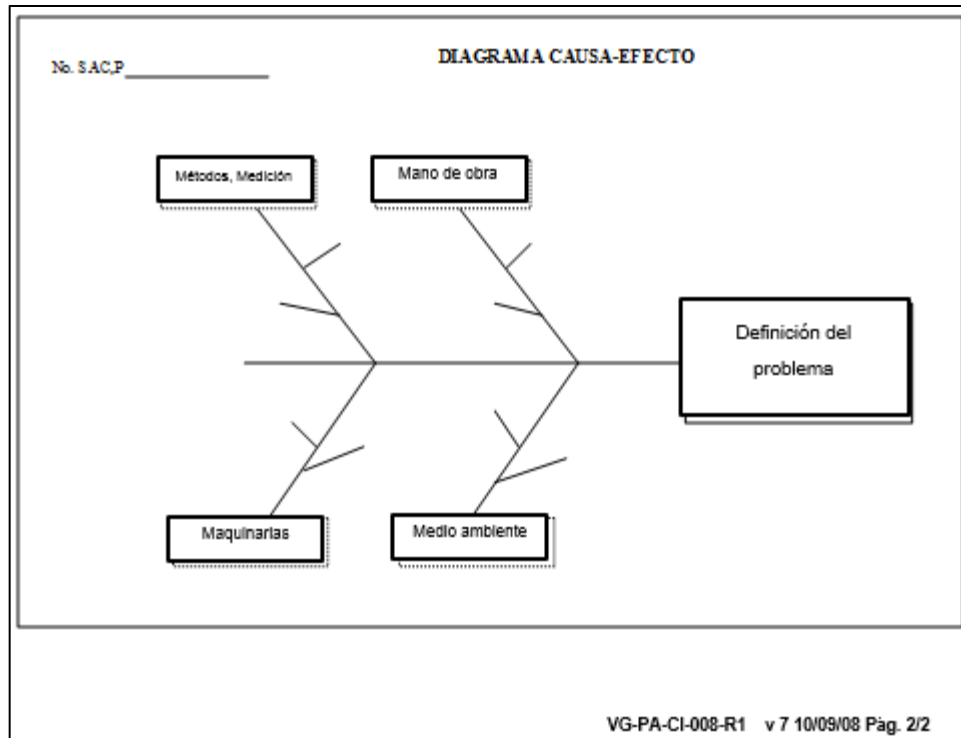 DIAGRAMA CAUSA-EFECTO
No. SAC,P
Métodos, Medición
Mano de obra
Definición del
problema
Maquinarias
Medio ambiente
VG-PA-CI-008-R1 v 7 10/09/08 Pág. 2/2